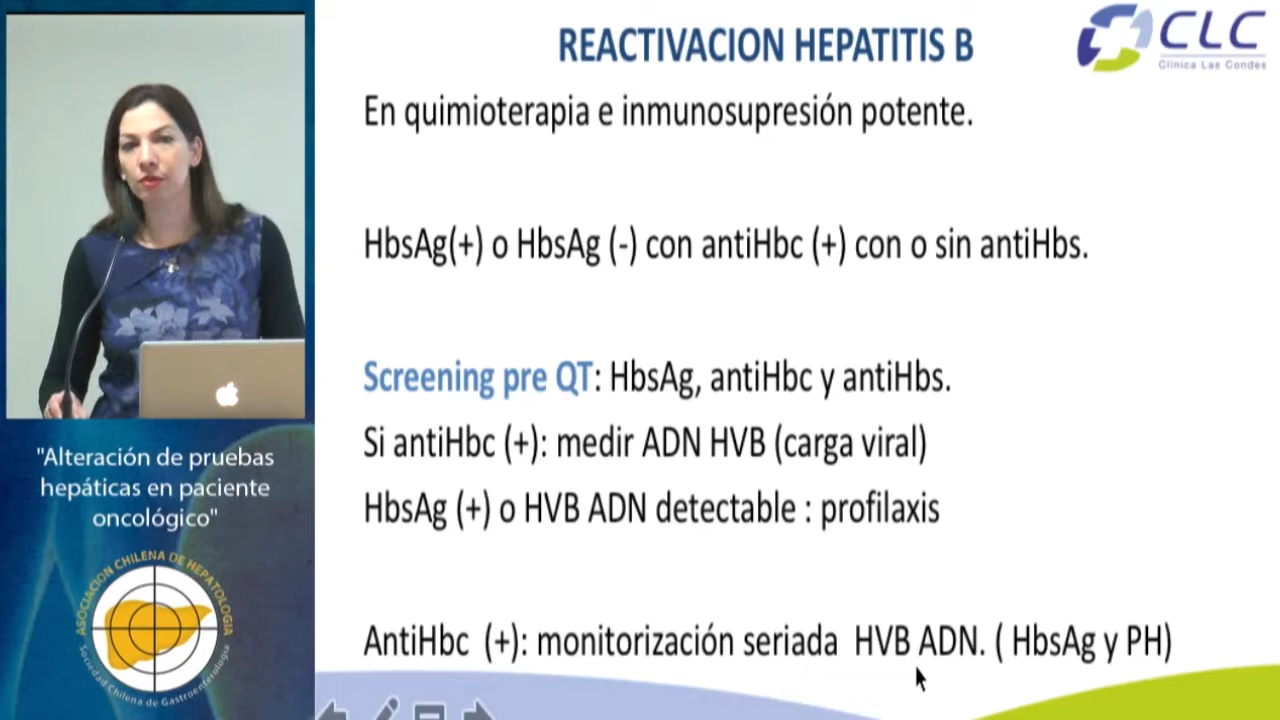 REACTIVACION HEPATITIS B
CLC
Clínica Las Condes
En quimioterapia e inmunosupresión potente.
HbsAg(+) o HbsAg (-) con antiHbc (+) con o sin antiHbs.
Screening pre QT: HbsAg, antiHbc y antiHbs.
Si antiHbc (+): medir ADN HVB (carga viral)
HbsAg (+) o HVB ADN detectable : profilaxis
AntiHbc (+): monitorización seriada HVB ADN. ( HbsAg y PH)
"Alteración de pruebas
hepáticas en paciente
oncológico"
ASOCIACION CHILENA DE HEPATOLOGIA
Sociedad Chilena de Gastroenterología